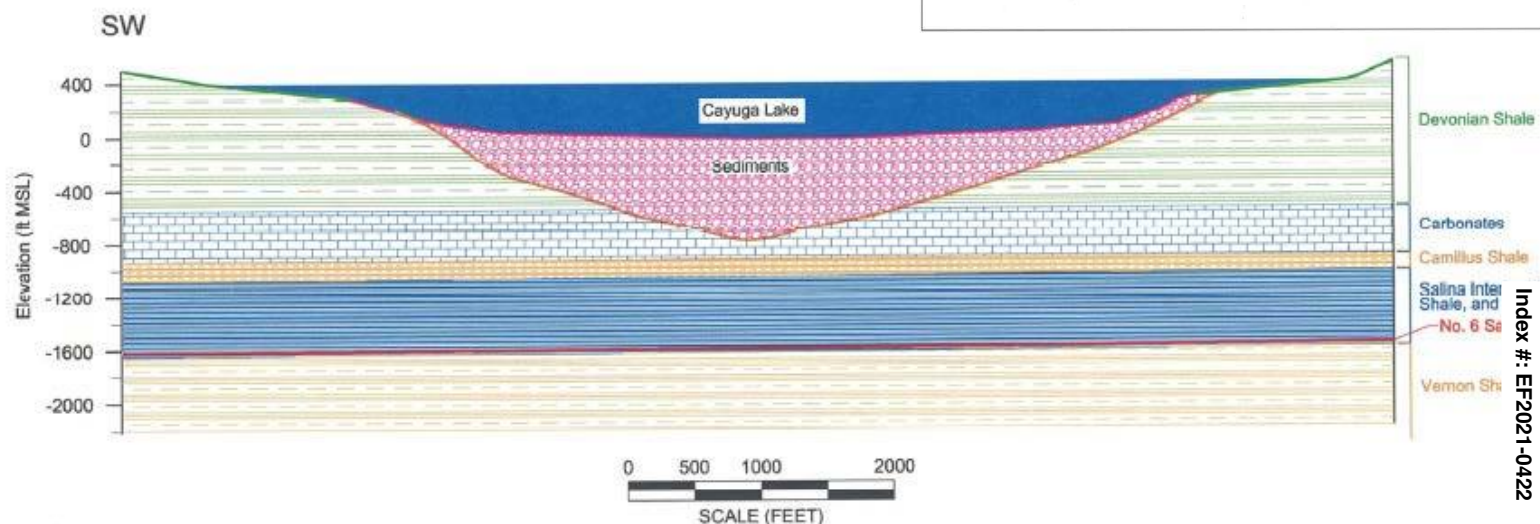 SW
400
0
-400
-800
-1200
-1600
-2000
Elevation (ft MSL)
Cayuga Lake
Sediments
Devonian Shale
Carbonates
Camillus Shale
Salina Inter
Shale, and
No. 6 Sa
Vernon Sha
0 500 1000 2000
SCALE (FEET)
Index #: EF2021-0422